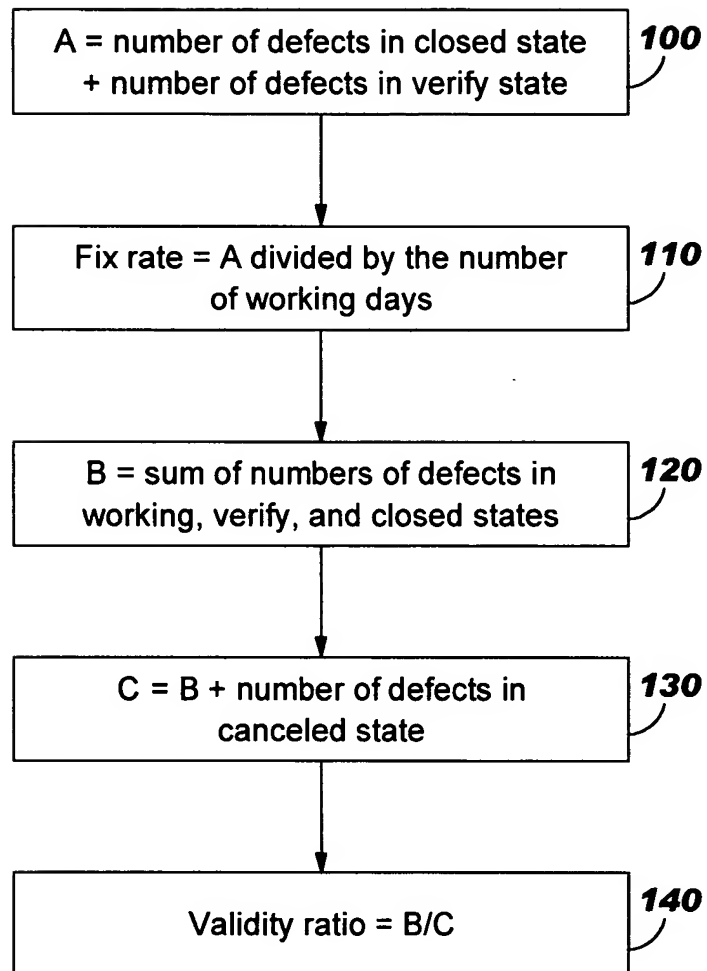 A = number of defects in closed state
+ number of defects in verify state
100
Fix rate = A divided by the number
of working days
110
B = sum of numbers of defects in
working, verify, and closed states
120
C = B + number of defects in
canceled state
130
Validity ratio = B/C
140